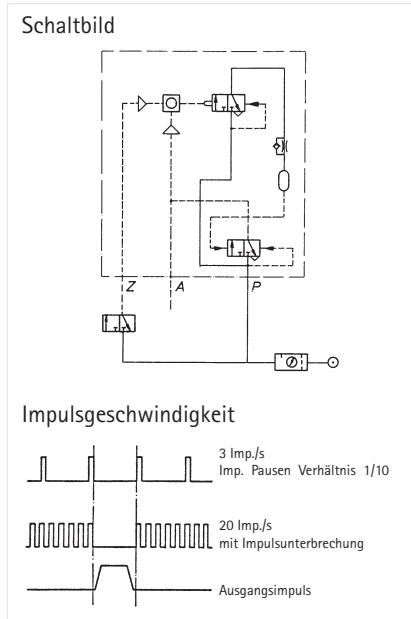 Schaltbild
Z A P
Impulsgeschwindigkeit
3 Imp./s
Imp. Pausen Verhältnis 1/10
20 Imp./s
mit Impulsunterbrechung
Ausgangsimpuls